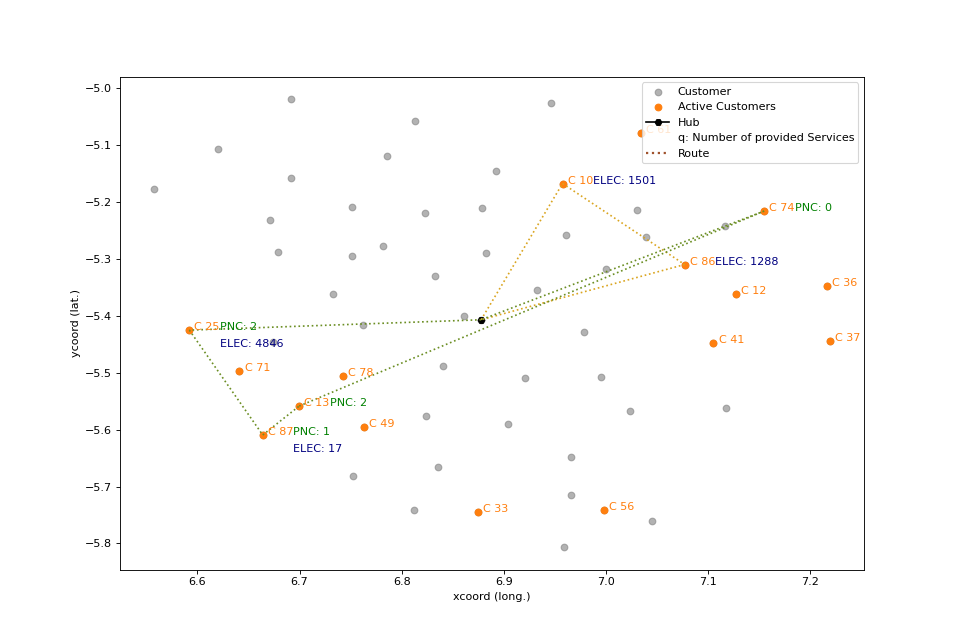 Customer
Active Customers
Hub
q: Number of provided Services
Route
C 10 ELEC: 1501
C 74 PNC: 0
C 86 ELEC: 1288
C 36
C 12
C 25 PNC: 2
ELEC: 4846
C 37
C 41
C 71
C 78
C 13 PNC: 2
C 49
C 87 PNC: 1
ELEC: 17
C 33
C 56
−5.0
−5.1
−5.2
−5.3
−5.4
−5.5
−5.6
−5.7
−5.8
ycoord (lat.)
6.6 6.7 6.8 6.9 7.0 7.1 7.2
xcoord (long.)